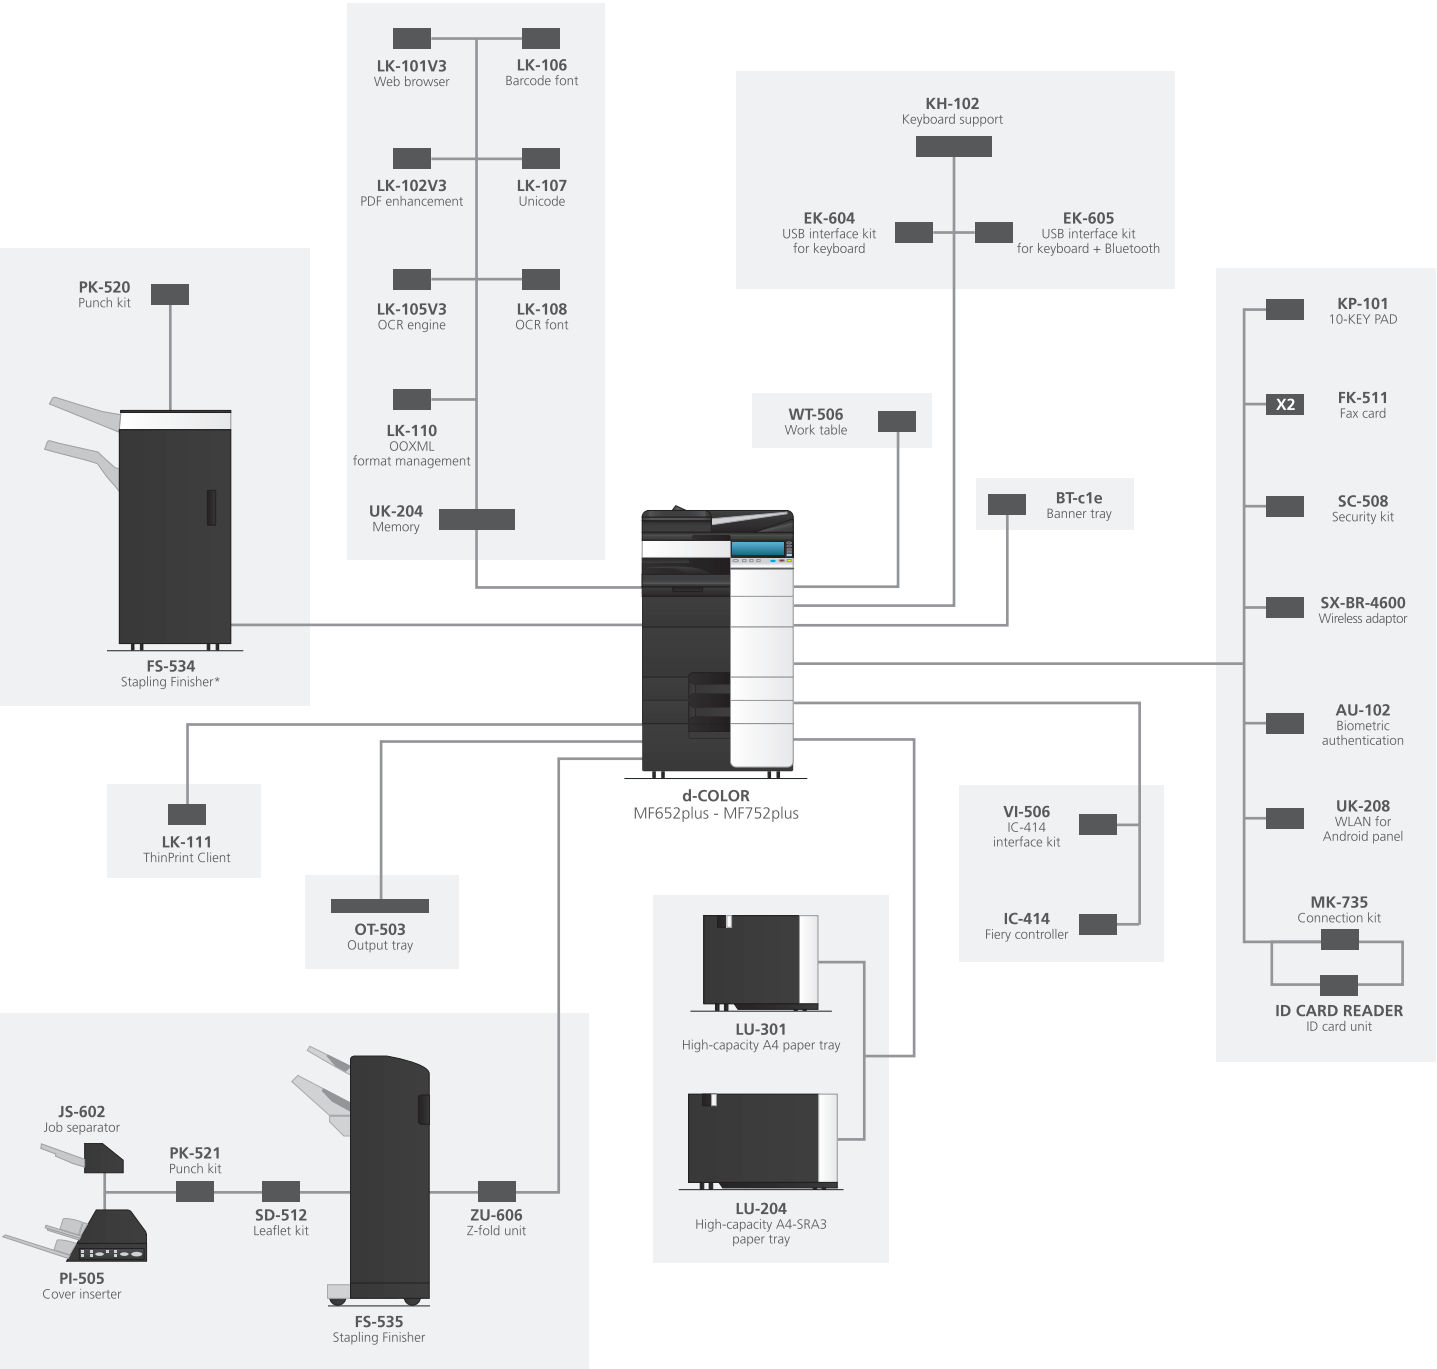 LK-101V3
Web browser
LK-106
Barcode font
LK-102V3
PDF enhancement
LK-107
Unicode
LK-105V3
OCR engine
LK-108
OCR font
LK-110
OOXML
format management
UK-204
Memory
KH-102
Keyboard support
EK-604
USB interface kit
for keyboard
EK-605
USB interface kit
for keyboard + Bluetooth
PK-520
Punch kit
FS-534
Stapling Finisher*
WT-506
Work table
BT-c1e
Banner tray
KP-101
10-KEY PAD
X2
FK-511
Fax card
SC-508
Security kit
SX-BR-4600
Wireless adaptor
AU-102
Biometric
authentication
UK-208
WLAN for
Android panel
MK-735
Connection kit
ID CARD READER
ID card unit
d-COLOR
MF652plus - MF752plus
LK-111
ThinPrint Client
OT-503
Output tray
VI-506
IC-414
interface kit
IC-414
Fiery controller
LU-301
High-capacity A4 paper tray
LU-204
High-capacity A4-SRA3
paper tray
JS-602
Job separator
PK-521
Punch kit
SD-512
Leaflet kit
ZU-606
Z-fold unit
PI-505
Cover inserter
FS-535
Stapling Finisher